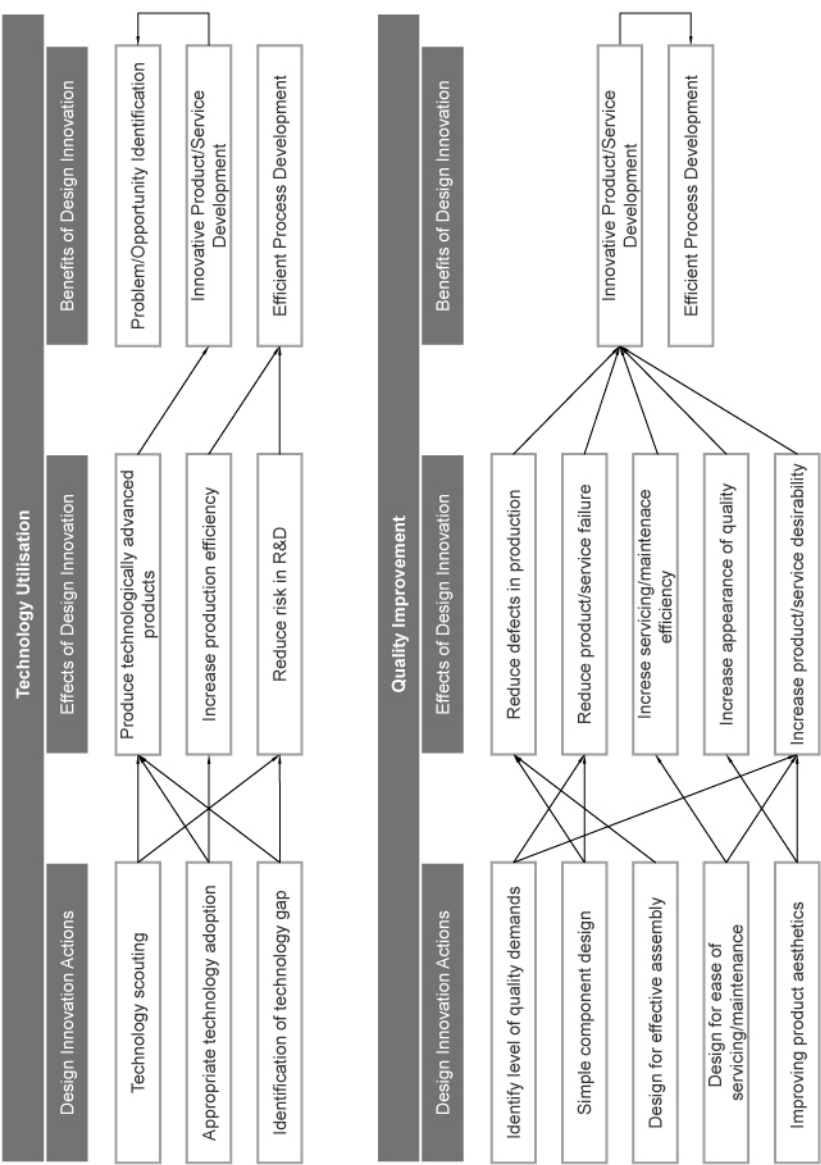 Technology Utilisation
Design Innovation Actions
Effects of Design Innovation
Benefits of Design Innovation
Technology scouting
Appropriate technology adoption
Identification of technology gap
Produce technologically advanced
products
Increase production efficiency
Reduce risk in R&D
Problem/Opportunity Identification
Innovative Product/Service
Development
Efficient Process Development
Quality Improvement
Design Innovation Actions
Effects of Design Innovation
Benefits of Design Innovation
Identify level of quality demands
Simple component design
Design for effective assembly
Design for ease of
servicing/maintenance
Improving product aesthetics
Reduce defects in production
Reduce product/service failure
Increse servicing/maintenace
efficiency
Increase appearance of quality
Increase product/service desirability
Innovative Product/Service
Development
Efficient Process Development